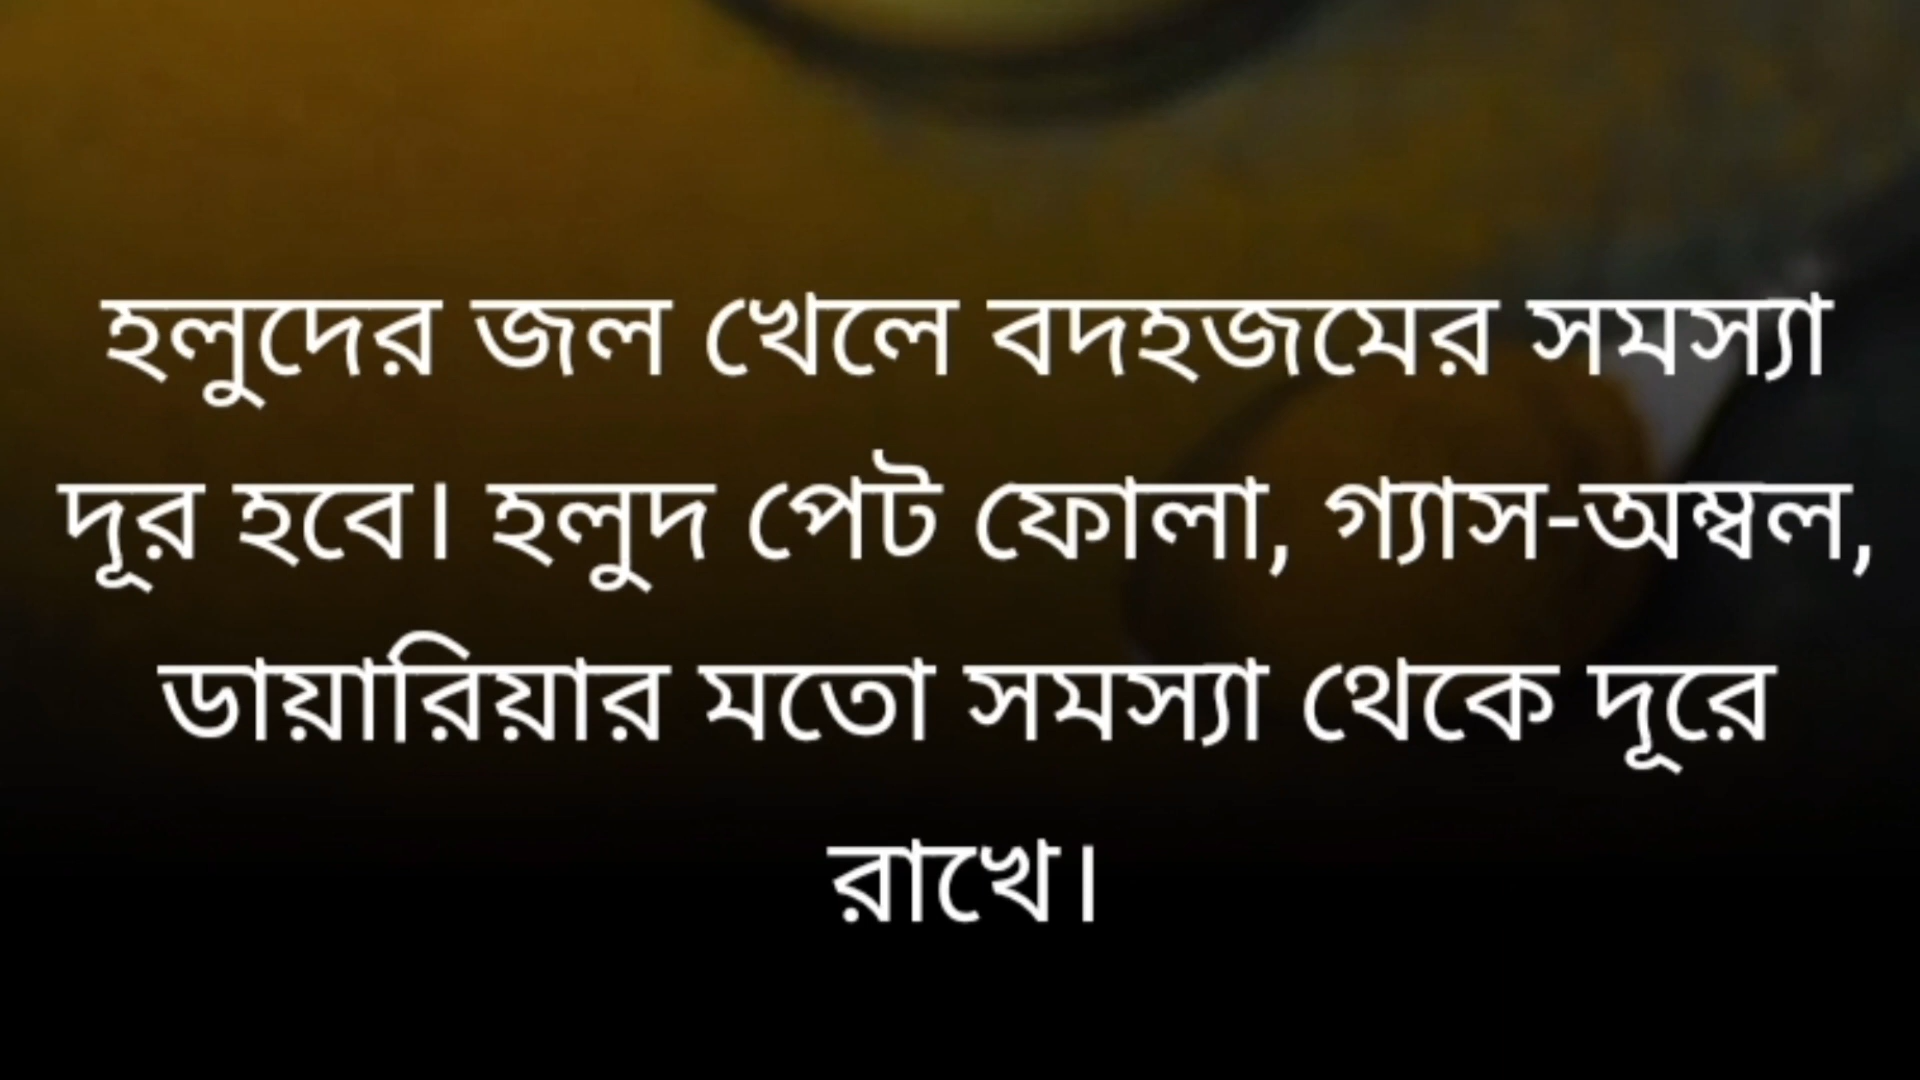 হলুদের জল খেলে বদহজমের সমস্যা
দূর হবে। হলুদ পেট ফোলা, গ্যাস-অম্বল,
ডায়ারিয়ার মতো সমস্যা থেকে দূরে
রাখে।